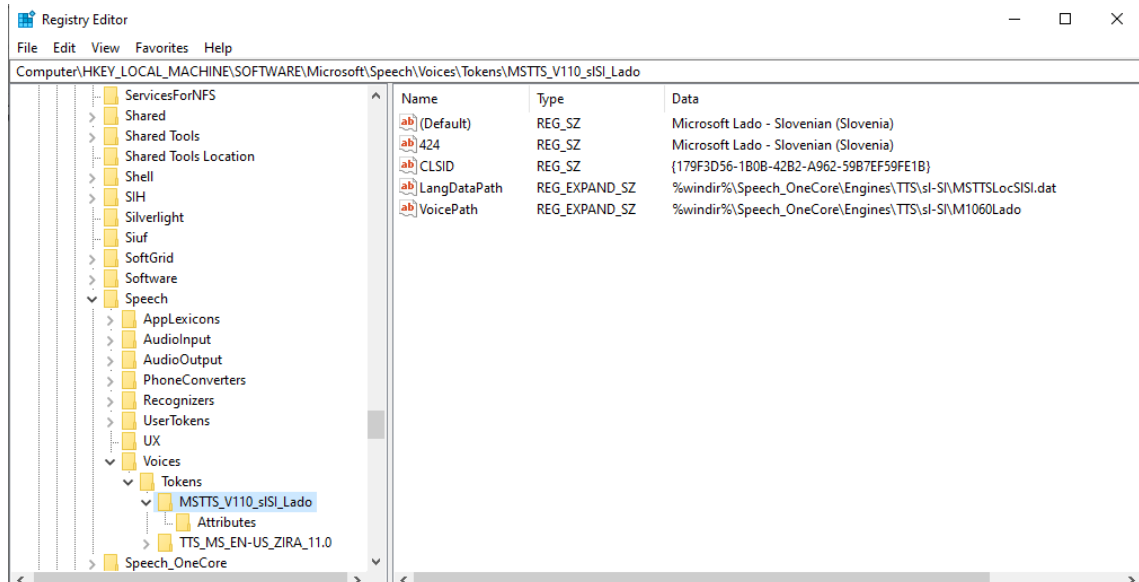 Registry Editor
File Edit View Favorites Help
Computer\HKEY_LOCAL_MACHINE\SOFTWARE\Microsoft\Speech\Voices\Tokens\MSTTS_V110_slSI_Lado
ServicesForNFS
Shared
Shared Tools
Shared Tools Location
Shell
SIH
Silverlight
Siuf
SoftGrid
Software
Speech
AppLexicons
AudioInput
AudioOutput
PhoneConverters
Recognizers
UserTokens
UX
Voices
Tokens
MSTTS_V110_slSI_Lado
Attributes
TTS_MS_EN-US_ZIRA_11.0
Speech_OneCore
Name Type Data
(Default) REG_SZ Microsoft Lado - Slovenian (Slovenia)
424 REG_SZ Microsoft Lado - Slovenian (Slovenia)
CLSID REG_SZ {179F3D56-1B0B-42B2-A962-59B7EF59FE1B}
LangDataPath REG_EXPAND_SZ %windir%\Speech_OneCore\Engines\TTS\sl-SI\MSTTSLocSlSI.dat
VoicePath REG_EXPAND_SZ %windir%\Speech_OneCore\Engines\TTS\sl-SI\M1060Lado